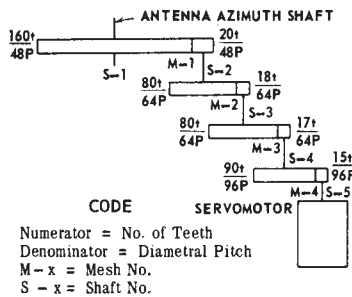 ANTENNA AZIMUTH SHAFT
160t
48P
20t
48P
M-1
S-1
S-2
80t
64P
18t
64P
M-2
S-3
80t
64P
17t
64P
M-3
S-4
90t
96P
15t
96P
M-4
S-5
CODE
SERVOMOTOR
Numerator = No. of Teeth
Denominator = Diametral Pitch
M - x = Mesh No.
S - x = Shaft No.